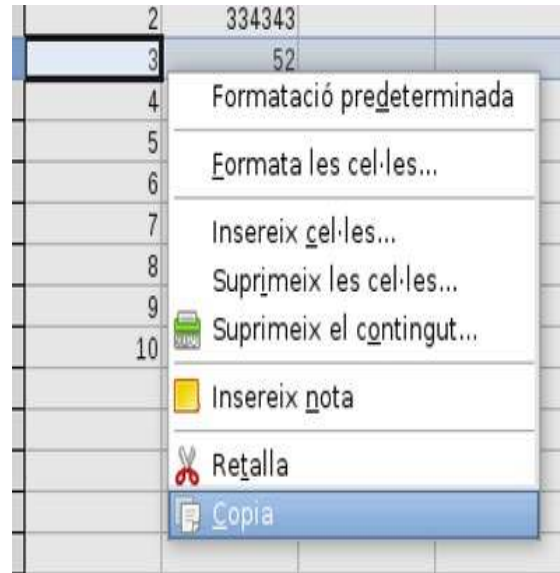 2 334343
3 52
4
5
6
7
8
9
10
Formatació predeterminada
Formata les cel·les...
Insereix cel·les...
Suprimeix les cel·les...
Suprimeix el contingut...
Insereix nota
Retalla
Copia